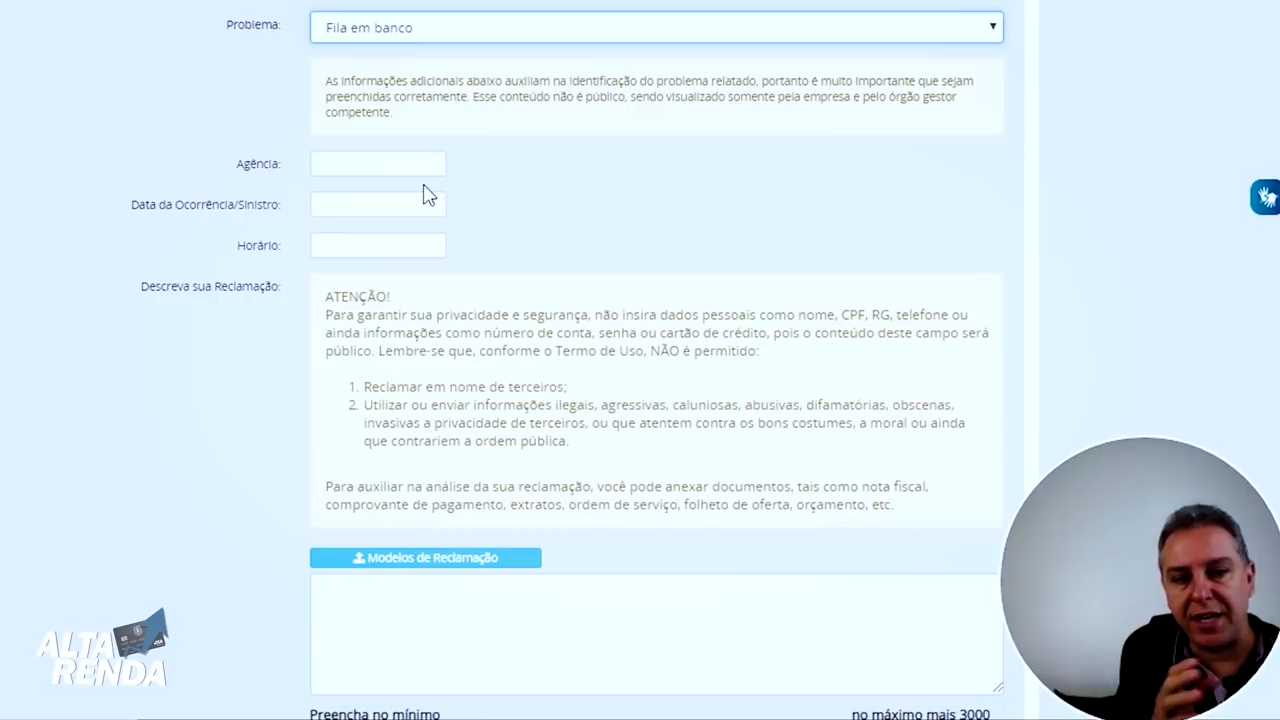 Problema:
Fila em banco
As informações adicionais abaixo auxiliam na identificação do problema relatado, portanto é muito importante que sejam
preenchidas corretamente. Esse conteúdo não é público, sendo visualizado somente pela empresa e pelo órgão gestor
competente.
Agência:
Data da Ocorrência/Sinistro:
Horário:
Descreva sua Reclamação:
ATENÇÃO!
Para garantir sua privacidade e segurança, não insira dados pessoais como nome, CPF, RG, telefone ou
ainda informações como número de conta, senha ou cartão de crédito, pois o conteúdo deste campo será
público. Lembre-se que, conforme o Termo de Uso, NÃO é permitido:
1. Reclamar em nome de terceiros;
2. Utilizar ou enviar informações ilegais, agressivas, caluniosas, abusivas, difamatórias, obscenas,
invasivas a privacidade de terceiros, ou que atentem contra os bons costumes, a moral ou ainda
que contrariem a ordem pública.
Para auxiliar na análise da sua reclamação, você pode anexar documentos, tais como nota fiscal,
comprovante de pagamento, extratos, ordem de serviço, folheto de oferta, orçamento, etc.
Modelos de Reclamação
ALTA
RENDA
Preencha no mínimo
no máximo mais 3000